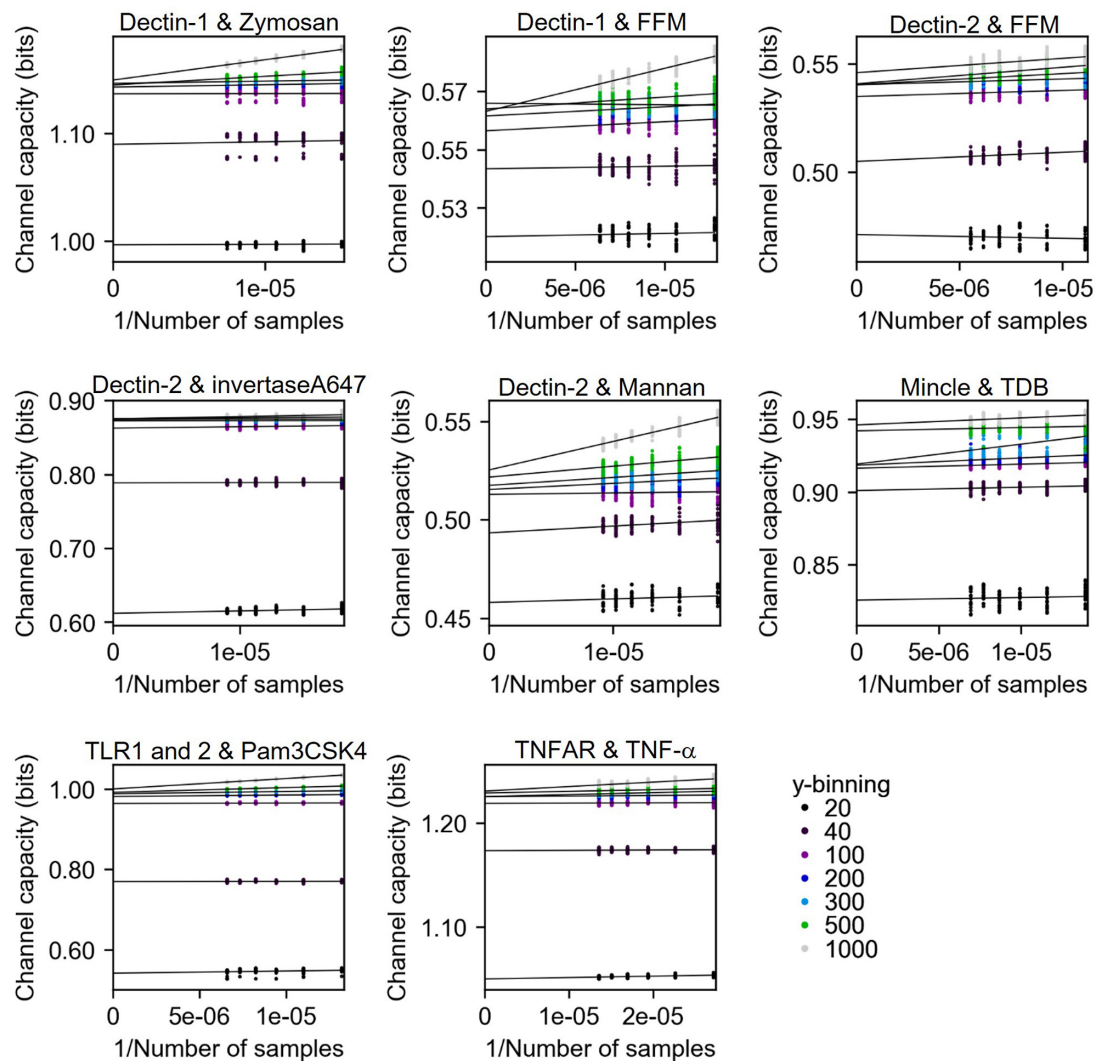 Dectin-1 & Zymosan
Channel capacity (bits)
1.10
1.00
0
1e-05
1/Number of samples
Dectin-1 & FFM
Channel capacity (bits)
0.57
0.55
0.53
0
5e-06
1e-05
1/Number of samples
Dectin-2 & FFM
Channel capacity (bits)
0.55
0.50
0
5e-06
1e-05
1/Number of samples
Dectin-2 & invertaseA647
Channel capacity (bits)
0.90
0.80
0.70
0.60
0
1e-05
1/Number of samples
Dectin-2 & Mannan
Channel capacity (bits)
0.55
0.50
0.45
0
1e-05
1/Number of samples
Mincle & TDB
Channel capacity (bits)
0.95
0.90
0.85
0
5e-06
1e-05
1/Number of samples
TLR1 and 2 & Pam3CSK4
Channel capacity (bits)
1.00
0.80
0.60
0
5e-06
1e-05
1/Number of samples
TNFAR & TNF-α
Channel capacity (bits)
1.20
1.10
0
1e-05
2e-05
1/Number of samples
y-binning
20
40
100
200
300
500
1000